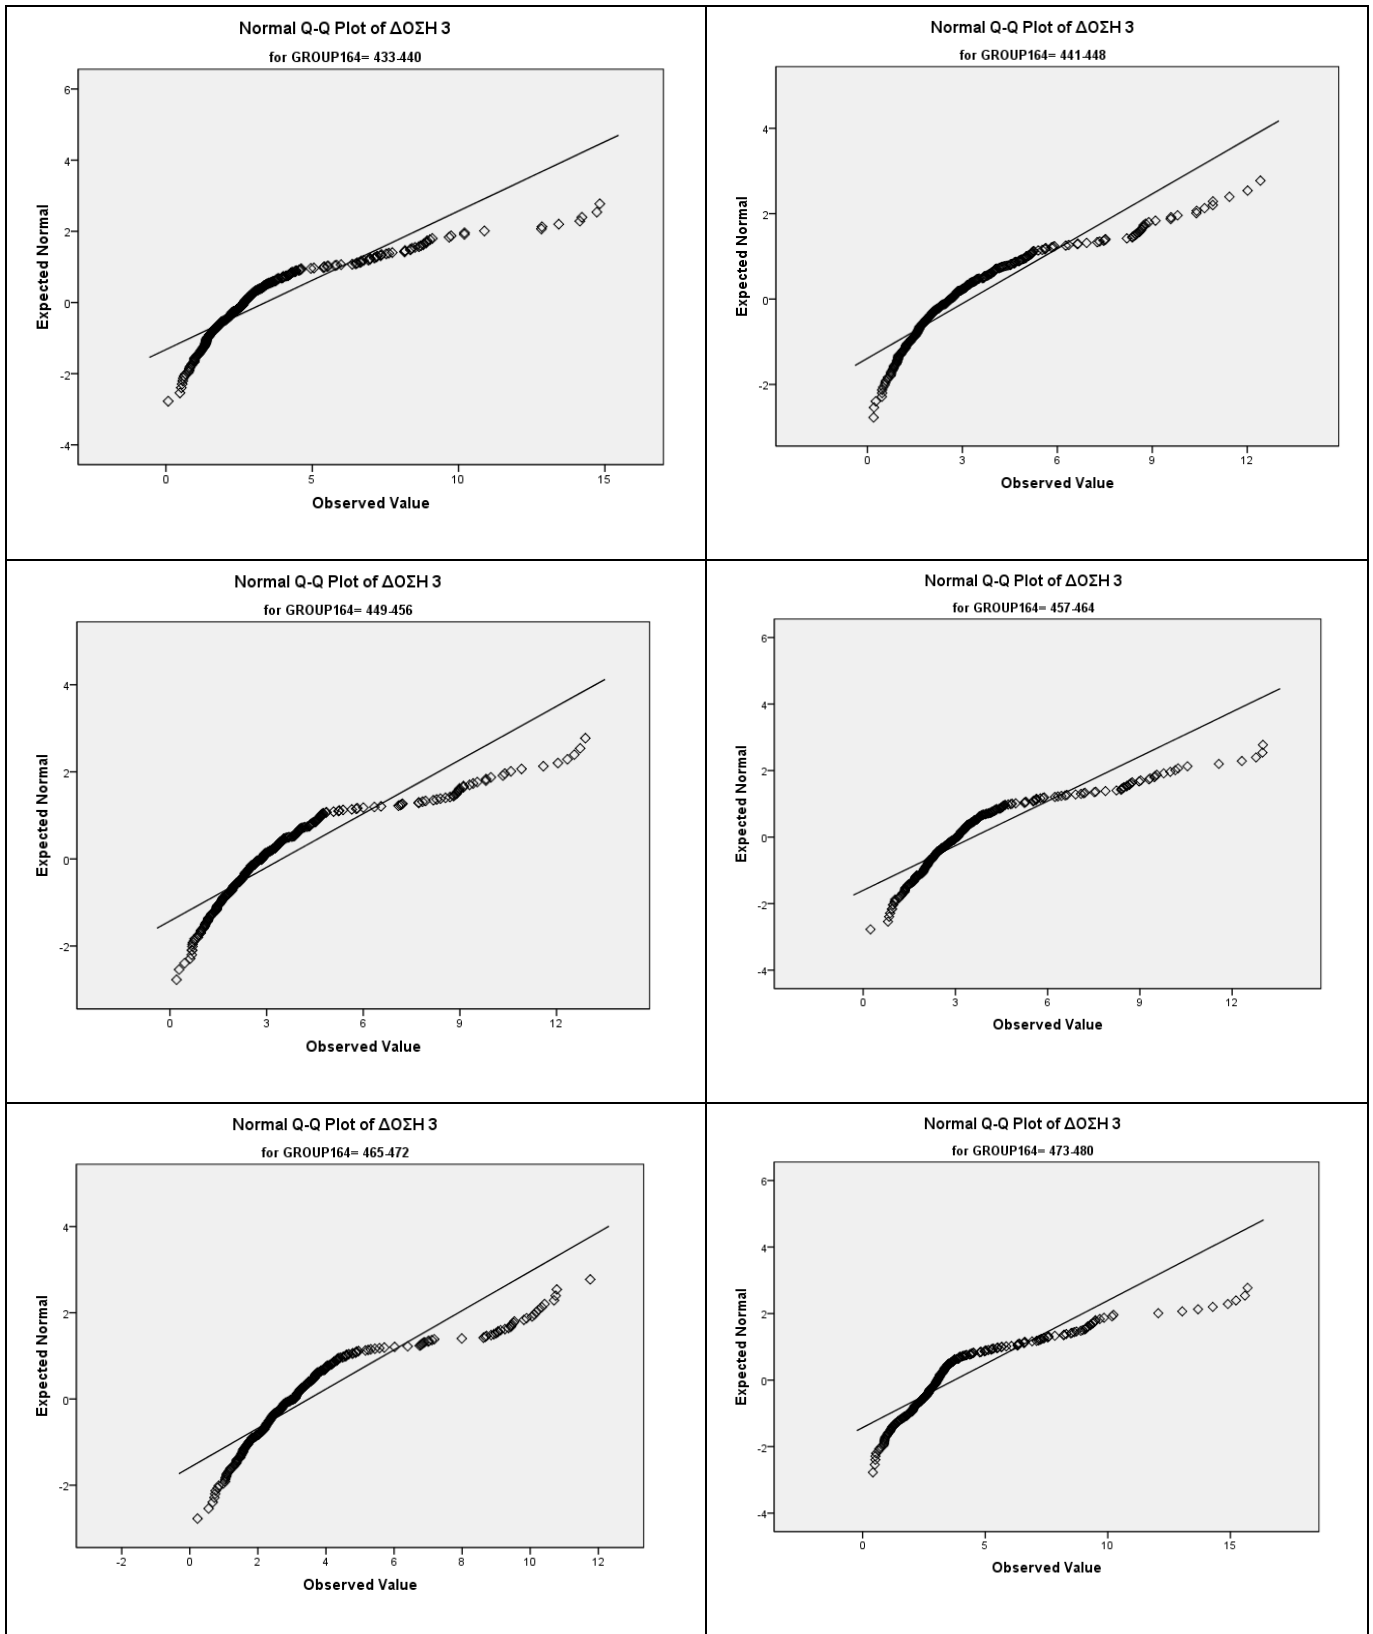 Normal Q-Q Plot of ΔΟΣΗ 3
for GROUP164= 433-440
6
4
2
0
-2
-4
Expected Normal
0 5 10 15
Observed Value
Normal Q-Q Plot of ΔΟΣΗ 3
for GROUP164= 441-448
4
2
0
-2
Expected Normal
0 3 6 9 12
Observed Value
Normal Q-Q Plot of ΔΟΣΗ 3
for GROUP164= 449-456
4
2
0
-2
Expected Normal
0 3 6 9 12
Observed Value
Normal Q-Q Plot of ΔΟΣΗ 3
for GROUP164= 457-464
6
4
2
0
-2
-4
Expected Normal
0 3 6 9 12
Observed Value
Normal Q-Q Plot of ΔΟΣΗ 3
for GROUP164= 465-472
4
2
0
-2
Expected Normal
-2 0 2 4 6 8 10 12
Observed Value
Normal Q-Q Plot of ΔΟΣΗ 3
for GROUP164= 473-480
6
4
2
0
-2
-4
Expected Normal
0 5 10 15
Observed Value